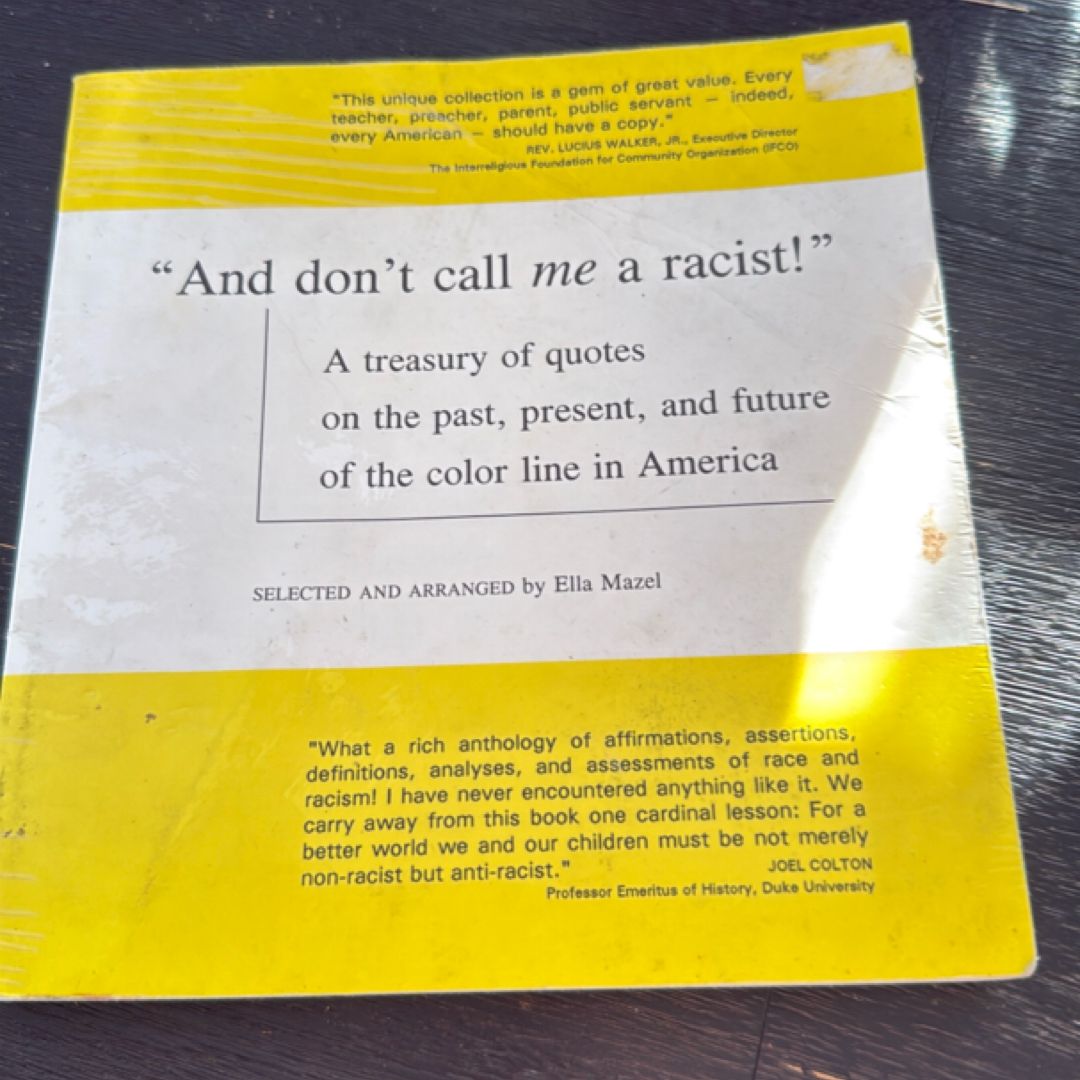 "This unique collection is a gem of great value. Every
teacher, preacher, parent, public servant — indeed,
every American — should have a copy."
REV. LUCIUS WALKER, JR., Executive Director
The Interreligious Foundation for Community Organization (IFCO)
“And don’t call me a racist!”
A treasury of quotes
on the past, present, and future
of the color line in America
SELECTED AND ARRANGED by Ella Mazel
"What a rich anthology of affirmations, assertions,
definitions, analyses, and assessments of race and
racism! I have never encountered anything like it. We
carry away from this book one cardinal lesson: For a
better world we and our children must be not merely
non-racist but anti-racist."
JOEL COLTON
Professor Emeritus of History, Duke University